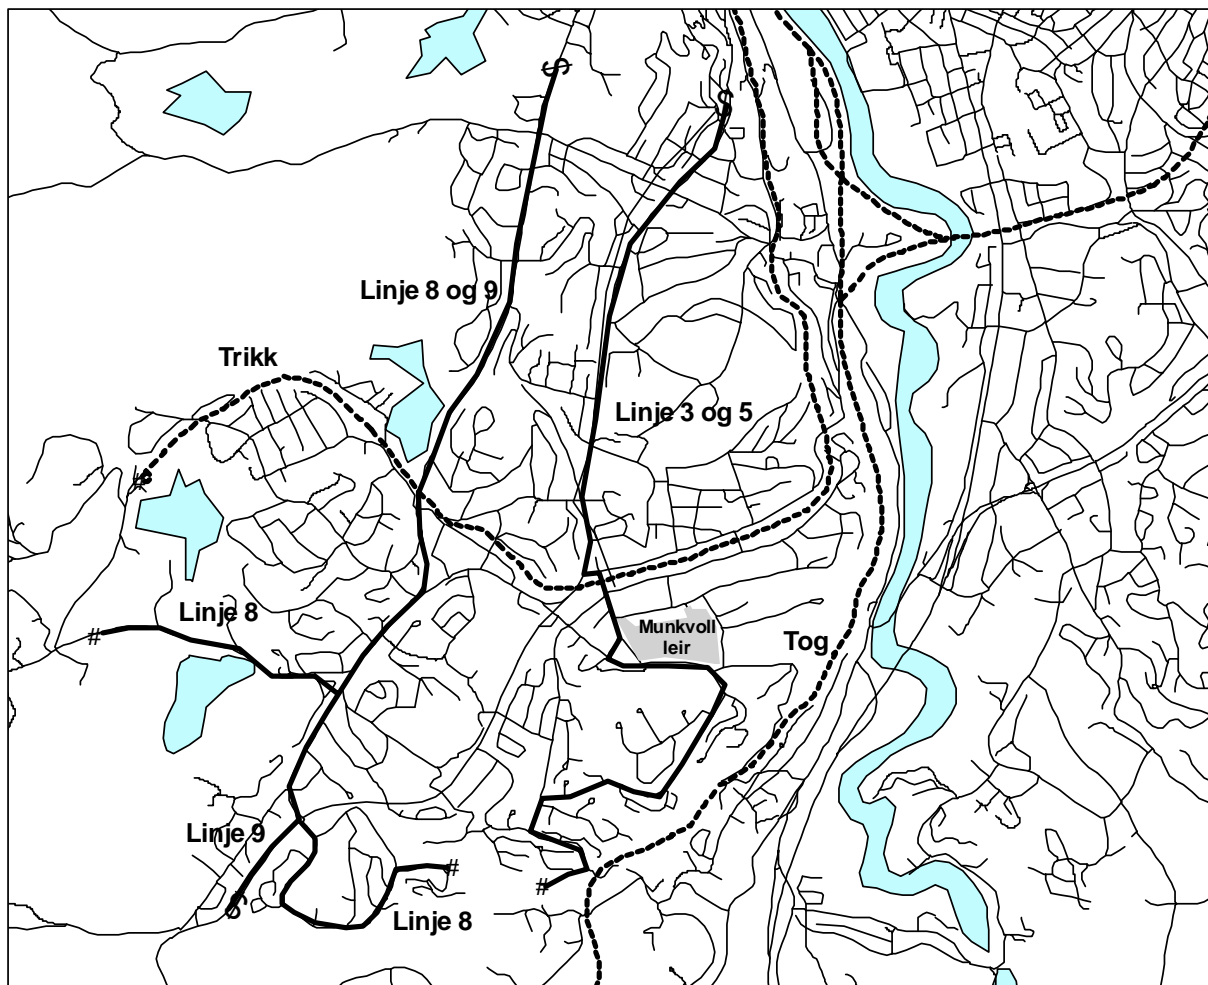 Linje 8 og 9
Trikk
Linje 3 og 5
Linje 8
Munkvoll
leir
Tog
Linje 9
Linje 8